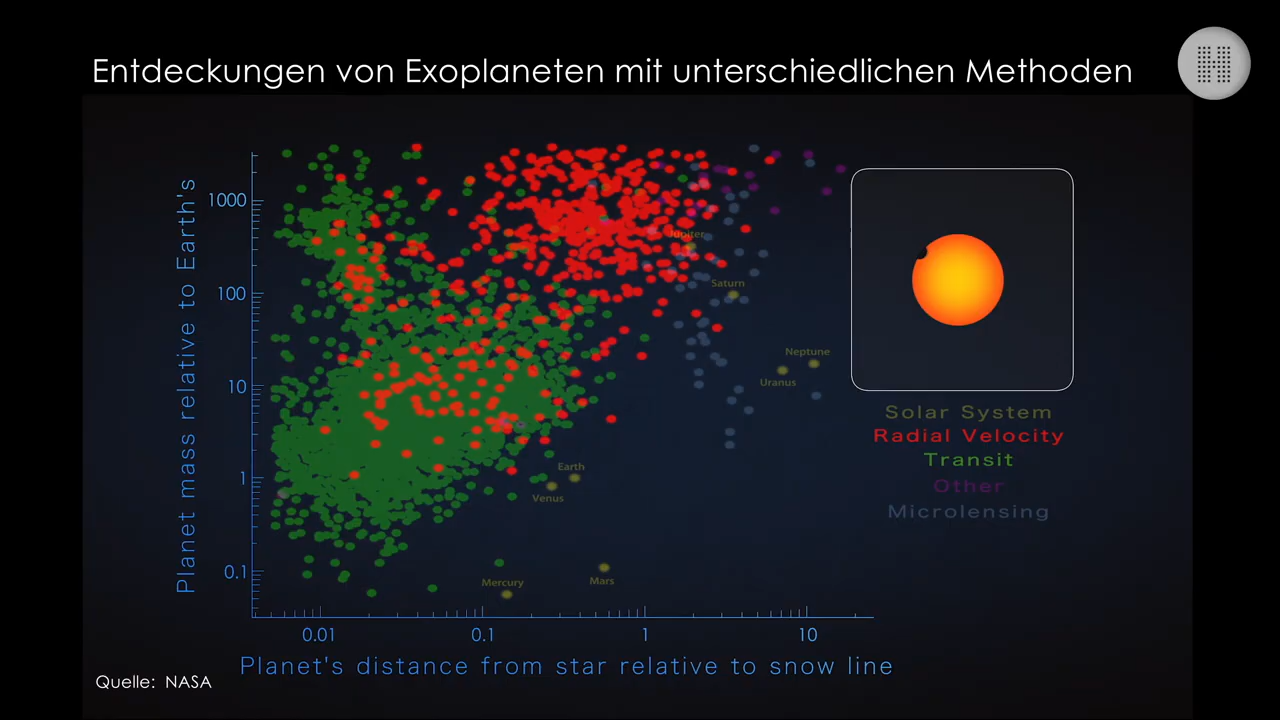 Entdeckungen von Exoplaneten mit unterschiedlichen Methoden
H
Planet mass relative to Earth's
1000
100
10
1
0.1
Jupiter
Saturn
Neptune
Uranus
Earth
Venus
Mercury
Mars
0.01
0.1
1
10
Planet's distance from star relative to snow line
Solar System
Radial Velocity
Transit
Other
Microlensing
Quelle: NASA